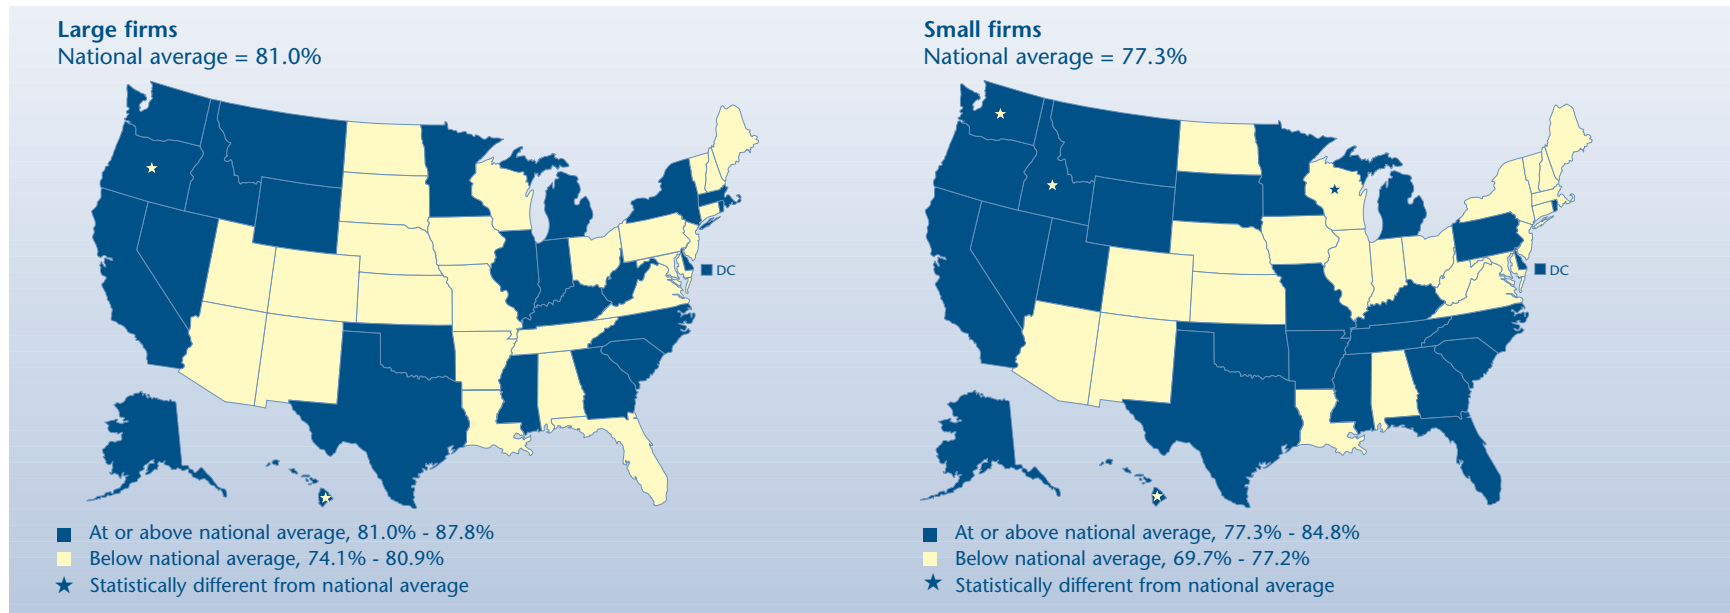 Large firms
National average = 81.0%
DC
At or above national average, 81.0% - 87.8%
Below national average, 74.1% - 80.9%
Statistically different from national average
Small firms
National average = 77.3%
DC
At or above national average, 77.3% - 84.8%
Below national average, 69.7% - 77.2%
Statistically different from national average